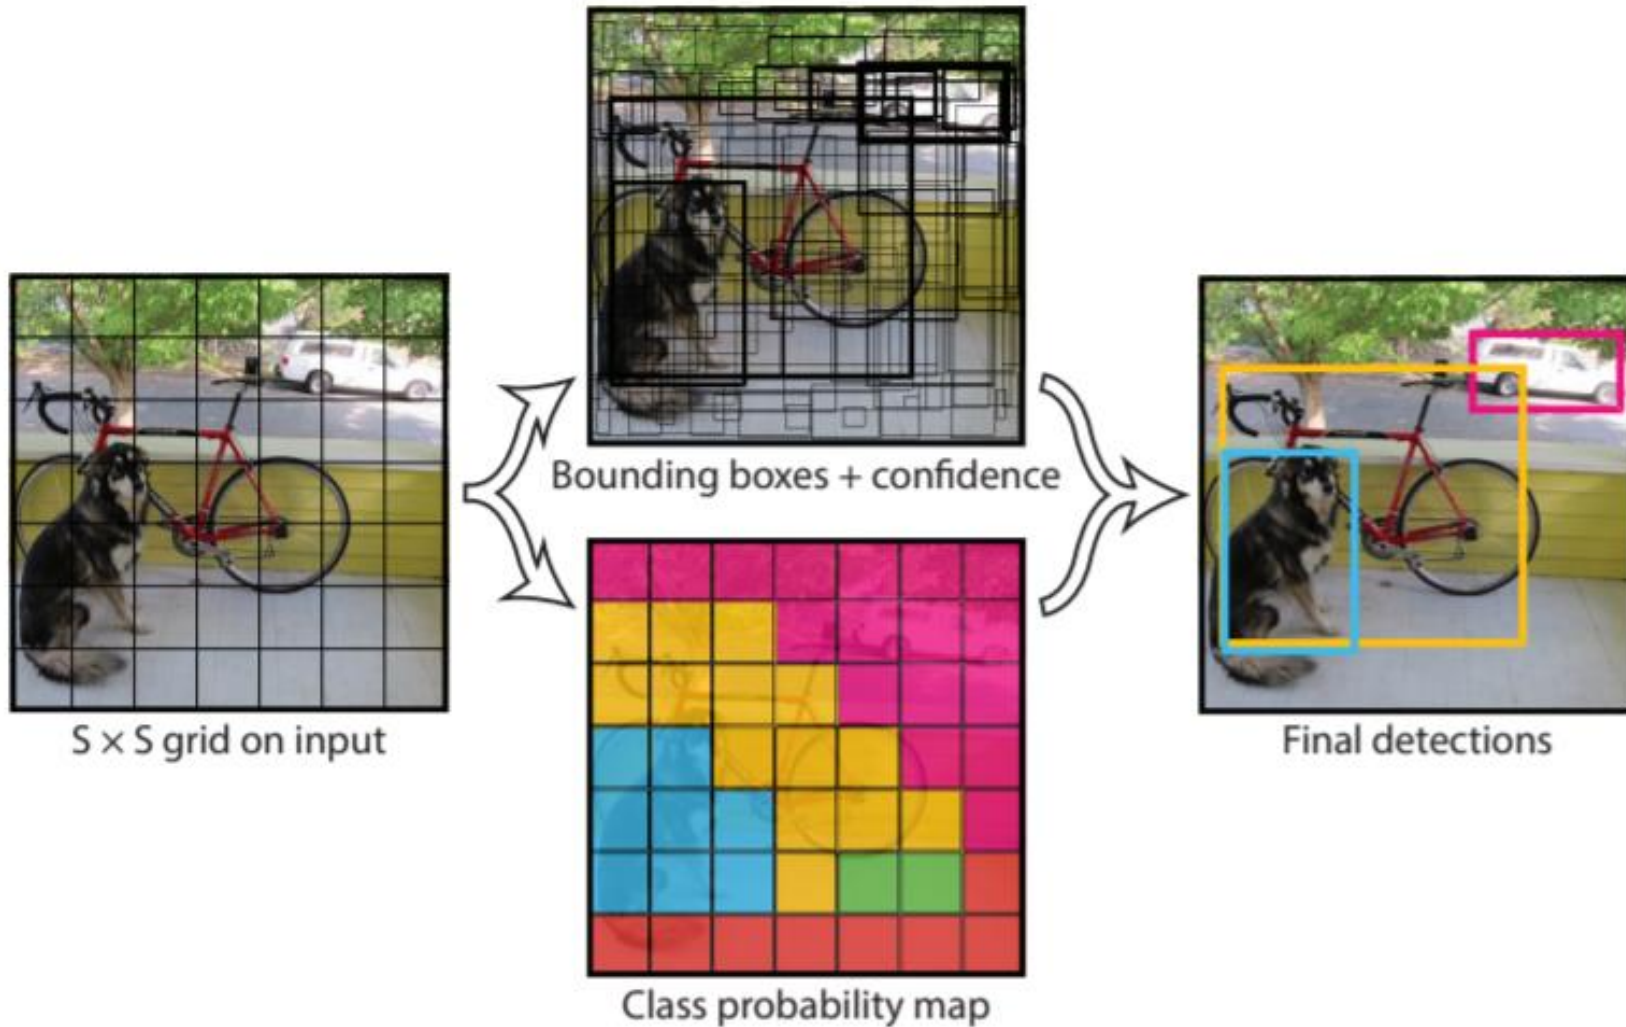 S × S grid on input
Bounding boxes + confidence
Class probability map
Final detections